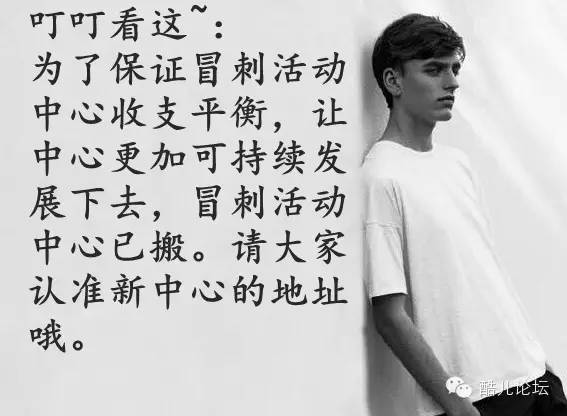 叮叮看这~：
为了保证冒刺活动
中心收支平衡，让
中心更加可持续发
展下去，冒刺活动
中心已搬。请大家
认准新中心的地址
哦。
酷儿论坛